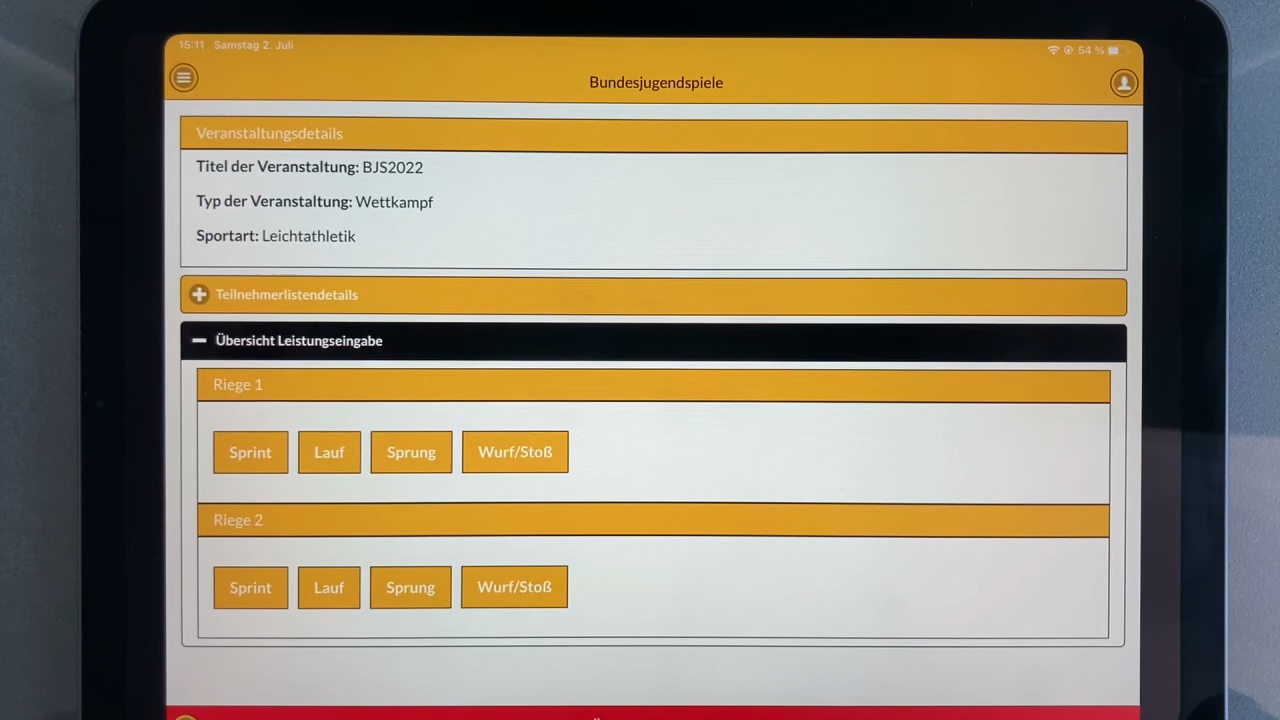 15:11 Samstag 2. Juli
54 %
Bundesjugendspiele
Veranstaltungsdetails
Titel der Veranstaltung: BJS2022
Typ der Veranstaltung: Wettkampf
Sportart: Leichtathletik
Teilnehmerlistendetails
Übersicht Leistungseingabe
Riege 1
Sprint Lauf Sprung Wurf/Stoß
Riege 2
Sprint Lauf Sprung Wurf/Stoß